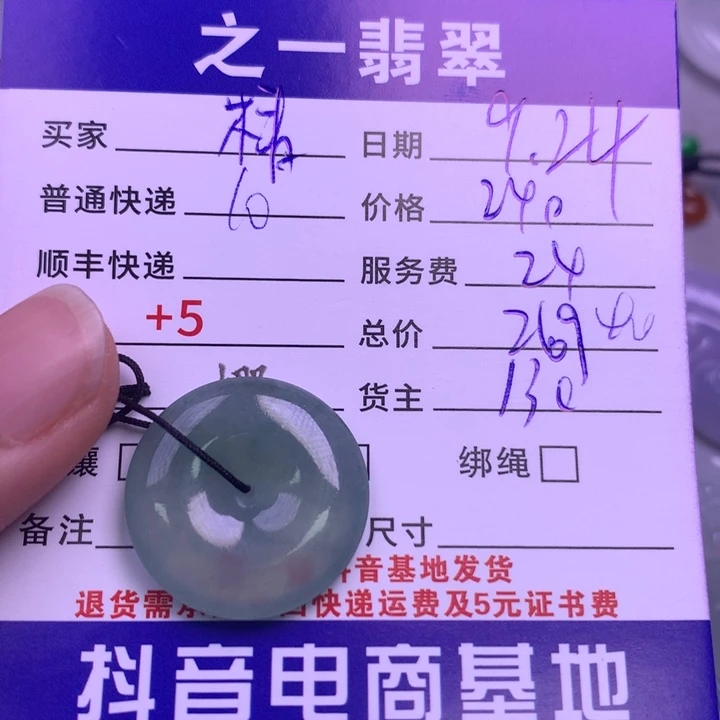 之一翡翠
买家 日期 9.24
普通快递 10 价格 240
顺丰快递 服务费 24
+5 总价 269
货主 130
镶 绑绳
备注 尺寸
抖音基地发货
退货需 快递运费及5元证书费
抖音电商基地